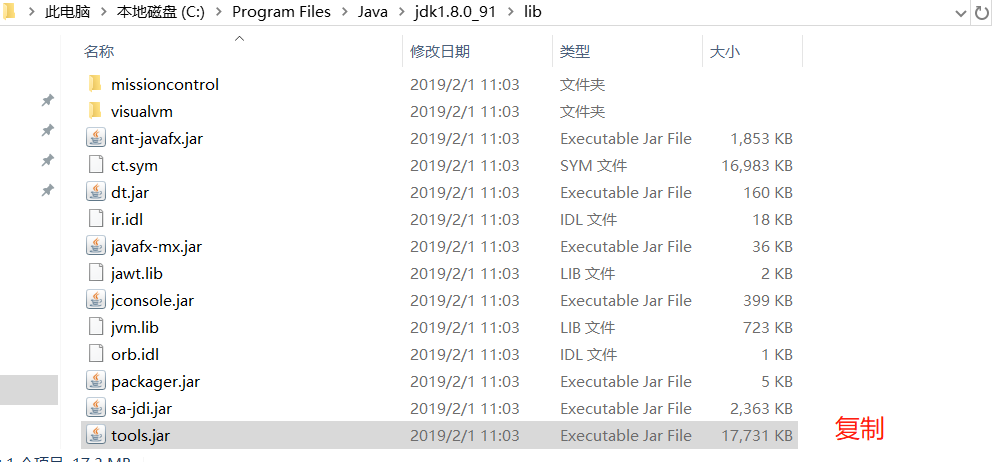 此电脑 > 本地磁盘 (C:) > Program Files > Java > jdk1.8.0_91 > lib
名称 修改日期 类型 大小
missioncontrol 2019/2/1 11:03 文件夹
visualvm 2019/2/1 11:03 文件夹
ant-javafx.jar 2019/2/1 11:03 Executable Jar File 1,853 KB
ct.sym 2019/2/1 11:03 SYM 文件 16,983 KB
dt.jar 2019/2/1 11:03 Executable Jar File 160 KB
ir.idl 2019/2/1 11:03 IDL 文件 18 KB
javafx-mx.jar 2019/2/1 11:03 Executable Jar File 36 KB
jawt.lib 2019/2/1 11:03 LIB 文件 2 KB
jconsole.jar 2019/2/1 11:03 Executable Jar File 399 KB
jvm.lib 2019/2/1 11:03 LIB 文件 723 KB
orb.idl 2019/2/1 11:03 IDL 文件 1 KB
packager.jar 2019/2/1 11:03 Executable Jar File 5 KB
sa-jdi.jar 2019/2/1 11:03 Executable Jar File 2,363 KB
tools.jar 2019/2/1 11:03 Executable Jar File 17,731 KB 复制